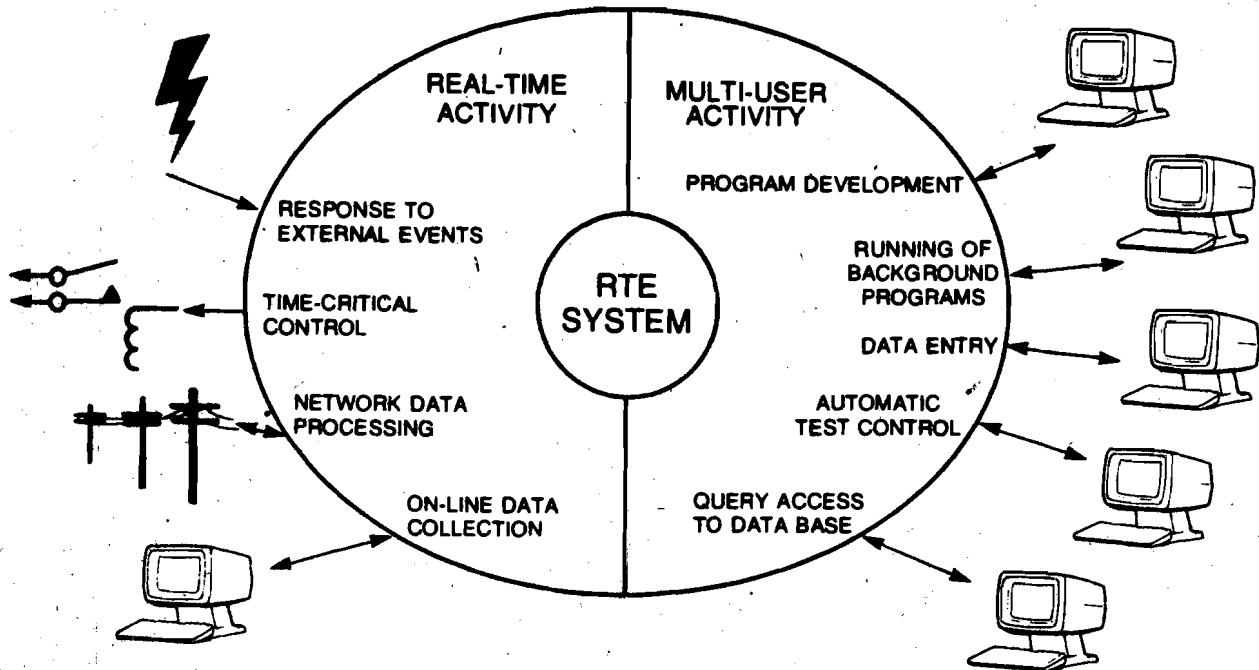 REAL-TIME
ACTIVITY
RESPONSE TO
EXTERNAL EVENTS
TIME-CRITICAL
CONTROL
NETWORK DATA
PROCESSING
ON-LINE DATA
COLLECTION
RTE
SYSTEM
MULTI-USER
ACTIVITY
PROGRAM DEVELOPMENT
RUNNING OF
BACKGROUND
PROGRAMS
DATA ENTRY
AUTOMATIC
TEST CONTROL
QUERY ACCESS
TO DATA BASE